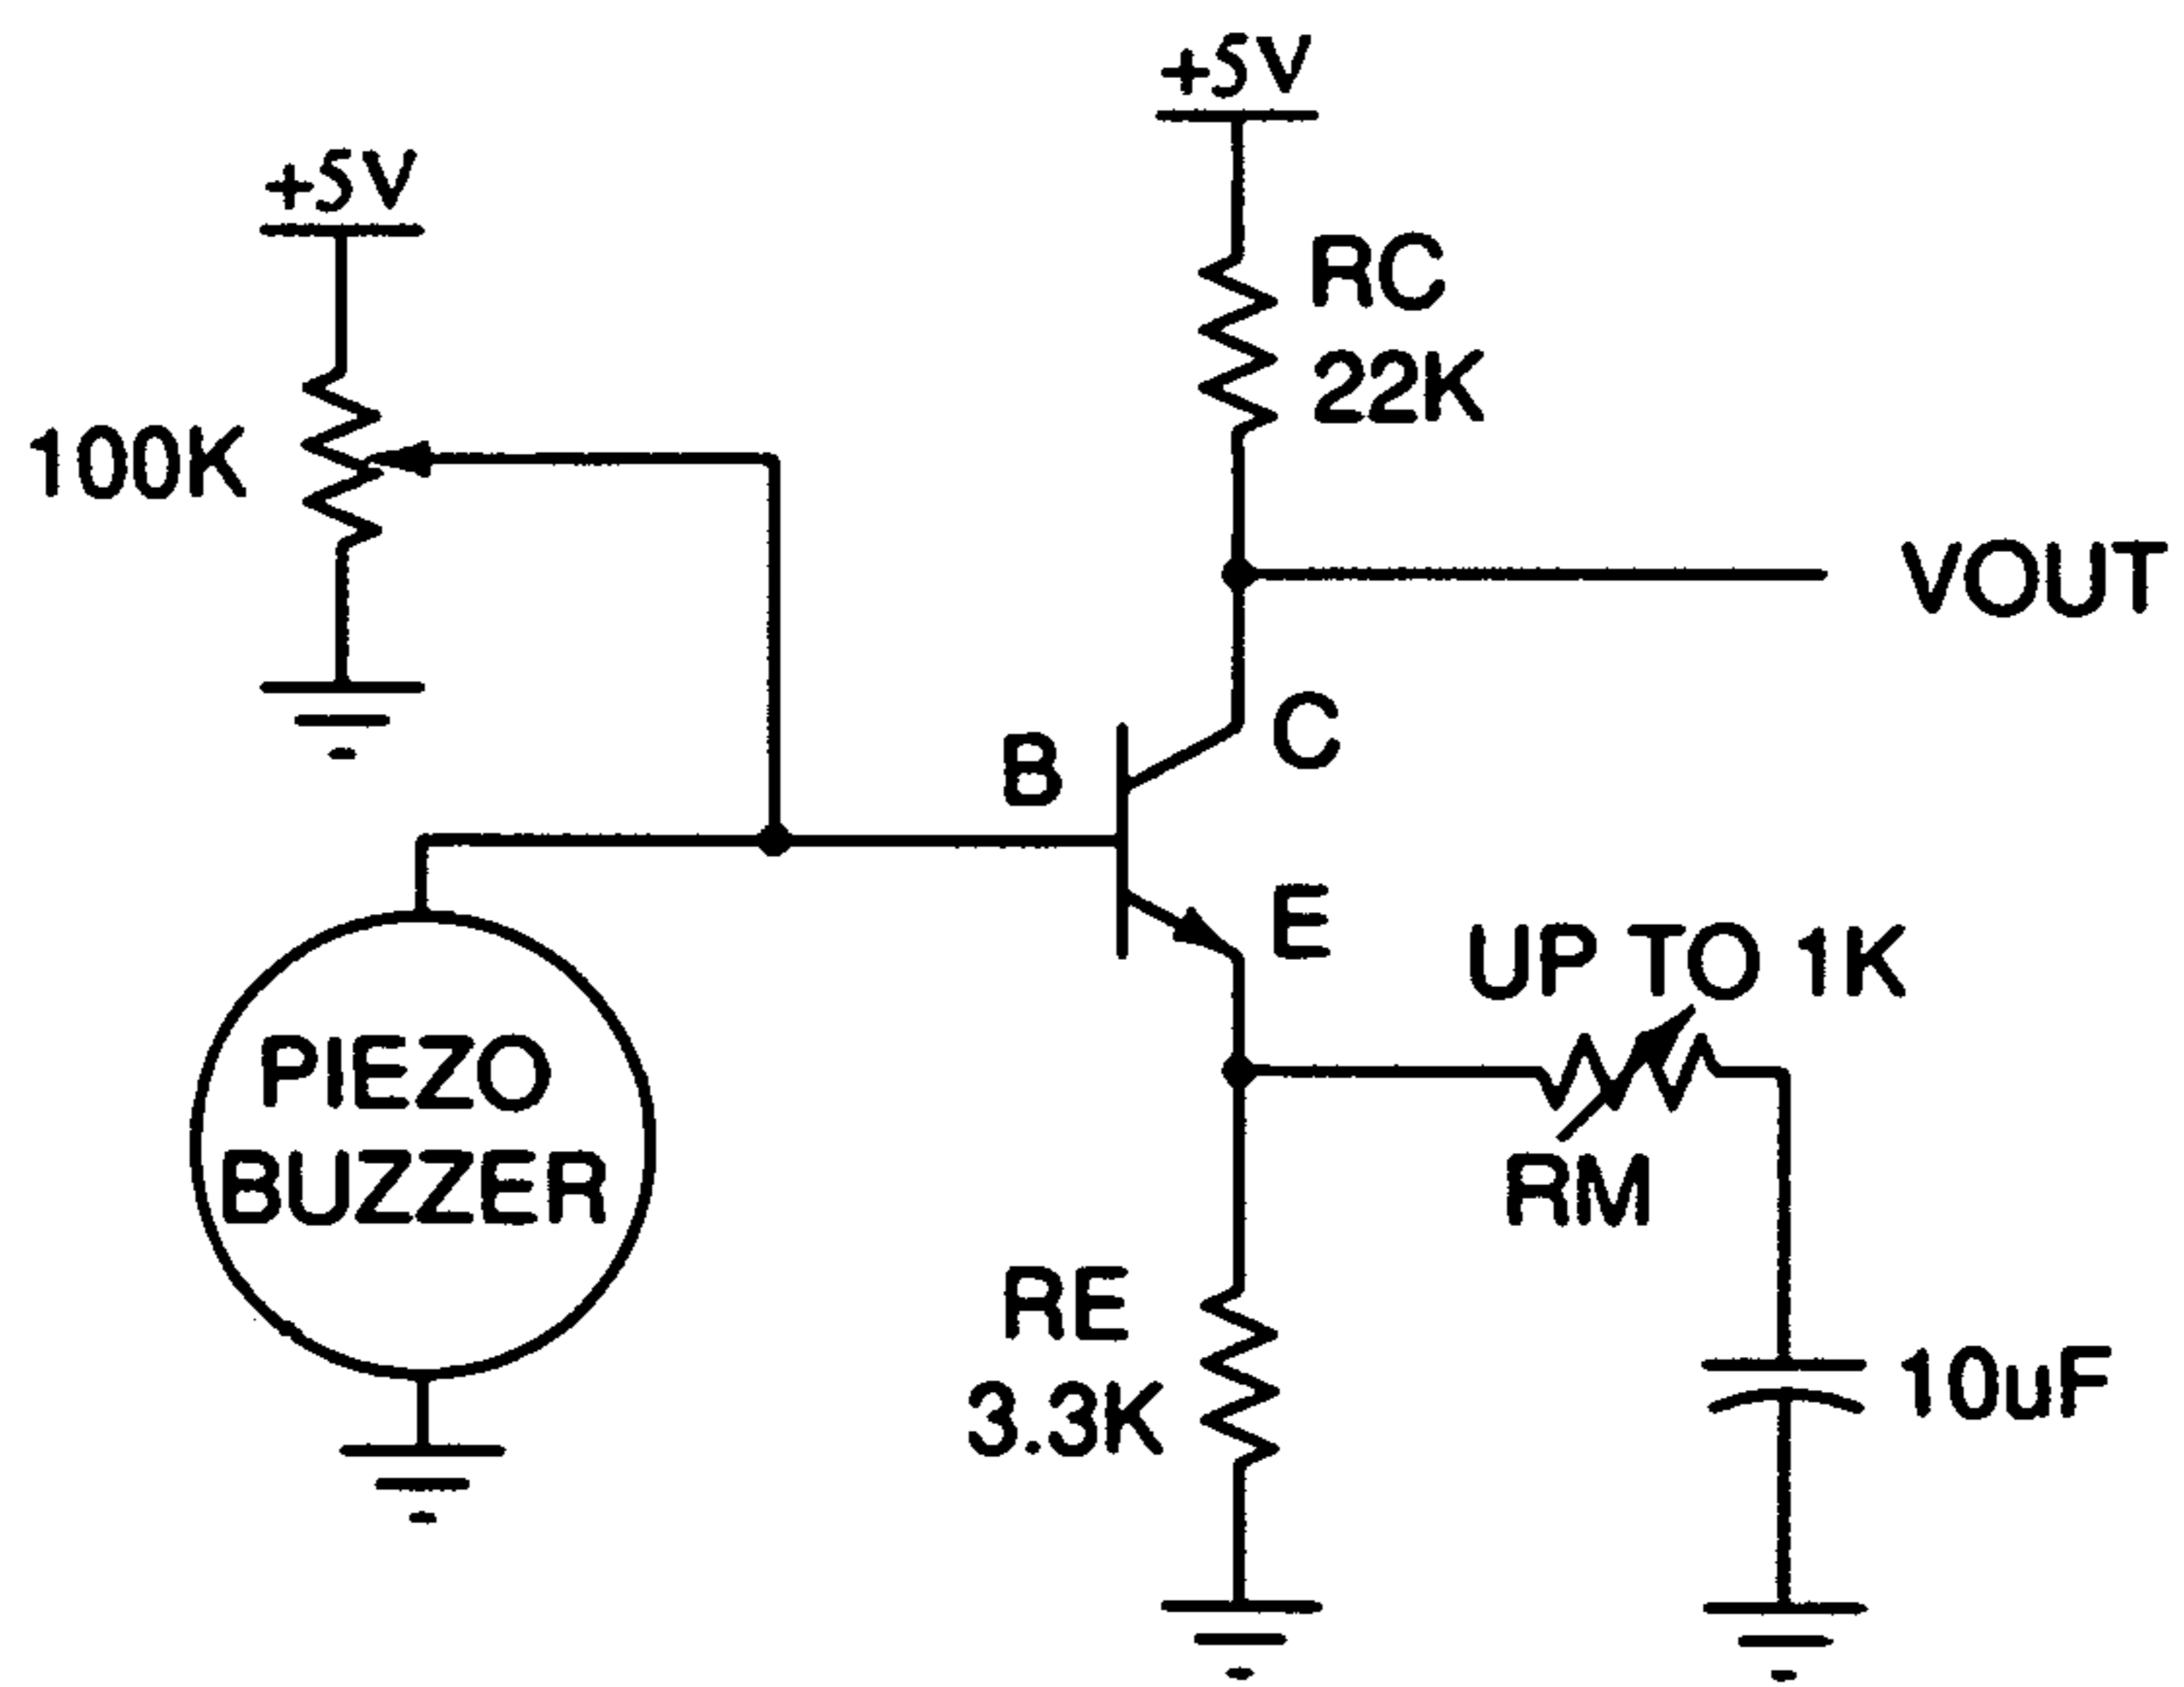 +5V
+5V
RC
22K
100K
VOUT
B
C
E
UP TO 1K
RM
PIEZO
BUZZER
RE
3.3K
10uF